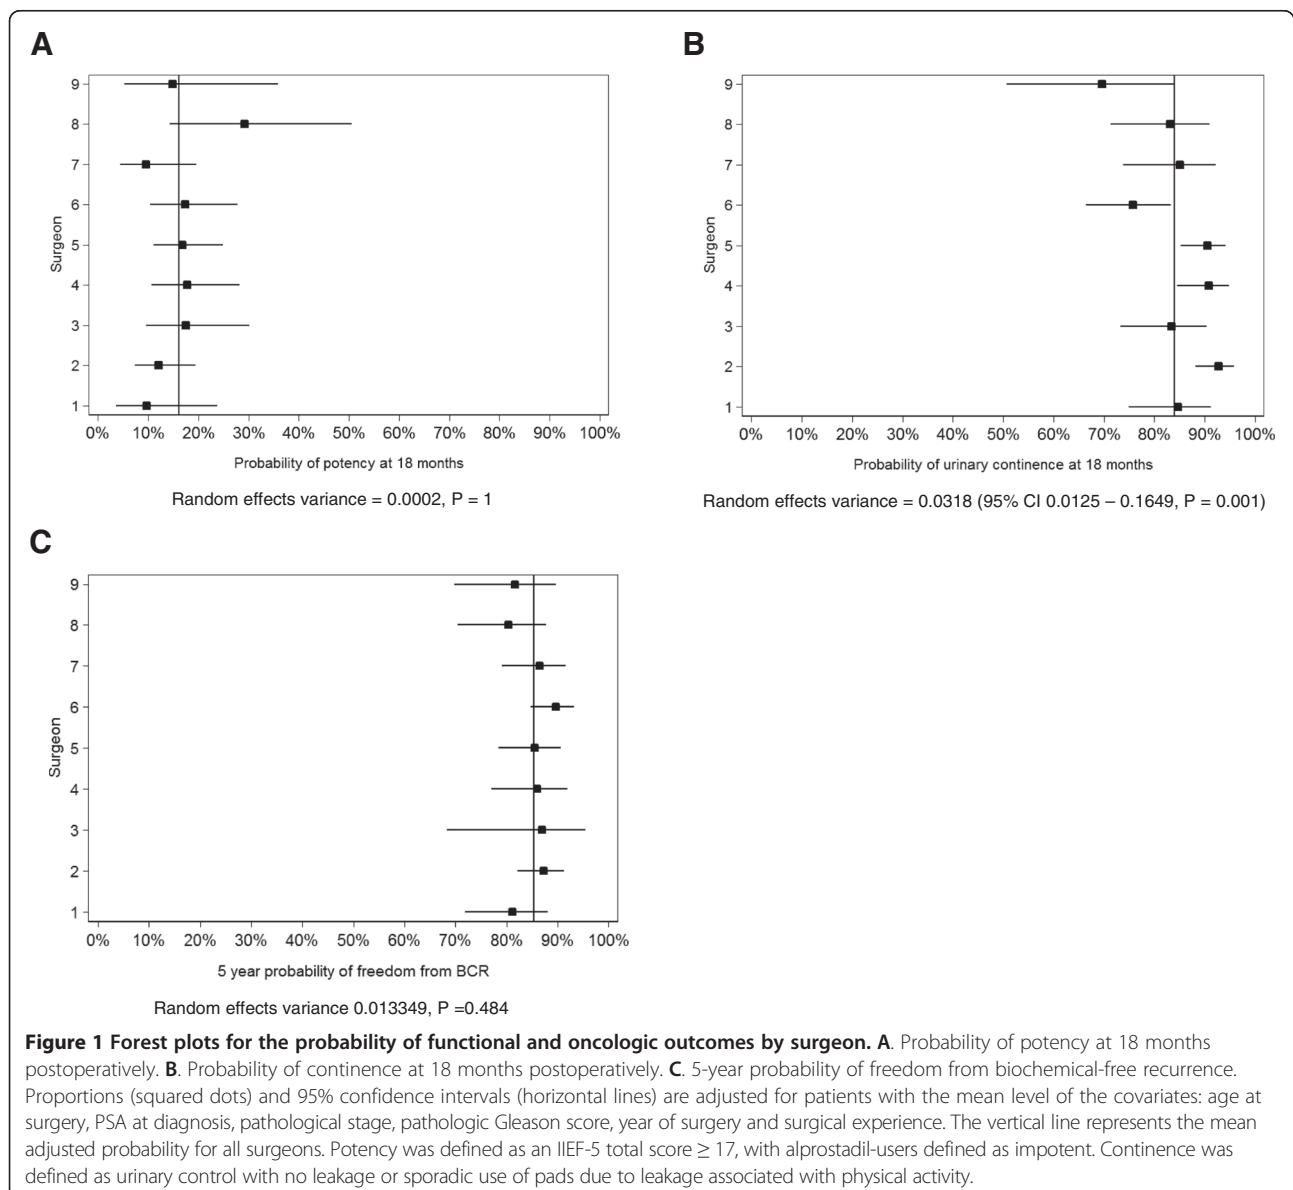 A
9
8
7
6
5
4
3
2
1
Surgeon
0% 10% 20% 30% 40% 50% 60% 70% 80% 90% 100%
Probability of potency at 18 months
Random effects variance = 0.0002, P = 1
B
9
8
7
6
5
4
3
2
1
Surgeon
0% 10% 20% 30% 40% 50% 60% 70% 80% 90% 100%
Probability of urinary continence at 18 months
Random effects variance = 0.0318 (95% CI 0.0125 – 0.1649, P = 0.001)
C
9
8
7
6
5
4
3
2
1
Surgeon
0% 10% 20% 30% 40% 50% 60% 70% 80% 90% 100%
5 year probability of freedom from BCR
Random effects variance 0.013349, P =0.484
Figure 1 Forest plots for the probability of functional and oncologic outcomes by surgeon. A. Probability of potency at 18 months
postoperatively. B. Probability of continence at 18 months postoperatively. C. 5-year probability of freedom from biochemical-free recurrence.
Proportions (squared dots) and 95% confidence intervals (horizontal lines) are adjusted for patients with the mean level of the covariates: age at
surgery, PSA at diagnosis, pathological stage, pathologic Gleason score, year of surgery and surgical experience. The vertical line represents the mean
adjusted probability for all surgeons. Potency was defined as an IIEF-5 total score ≥ 17, with alprostadil-users defined as impotent. Continence was
defined as urinary control with no leakage or sporadic use of pads due to leakage associated with physical activity.